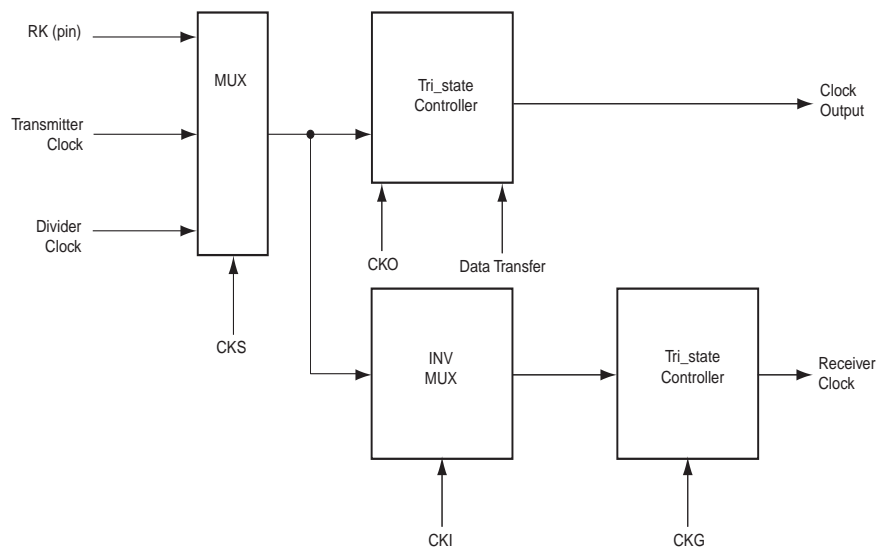 RK (pin)
MUX
Tri_state
Controller
Clock
Output
Transmitter
Clock
Divider
Clock
CKO
Data Transfer
CKS
INV
MUX
Tri_state
Controller
Receiver
Clock
CKI
CKG